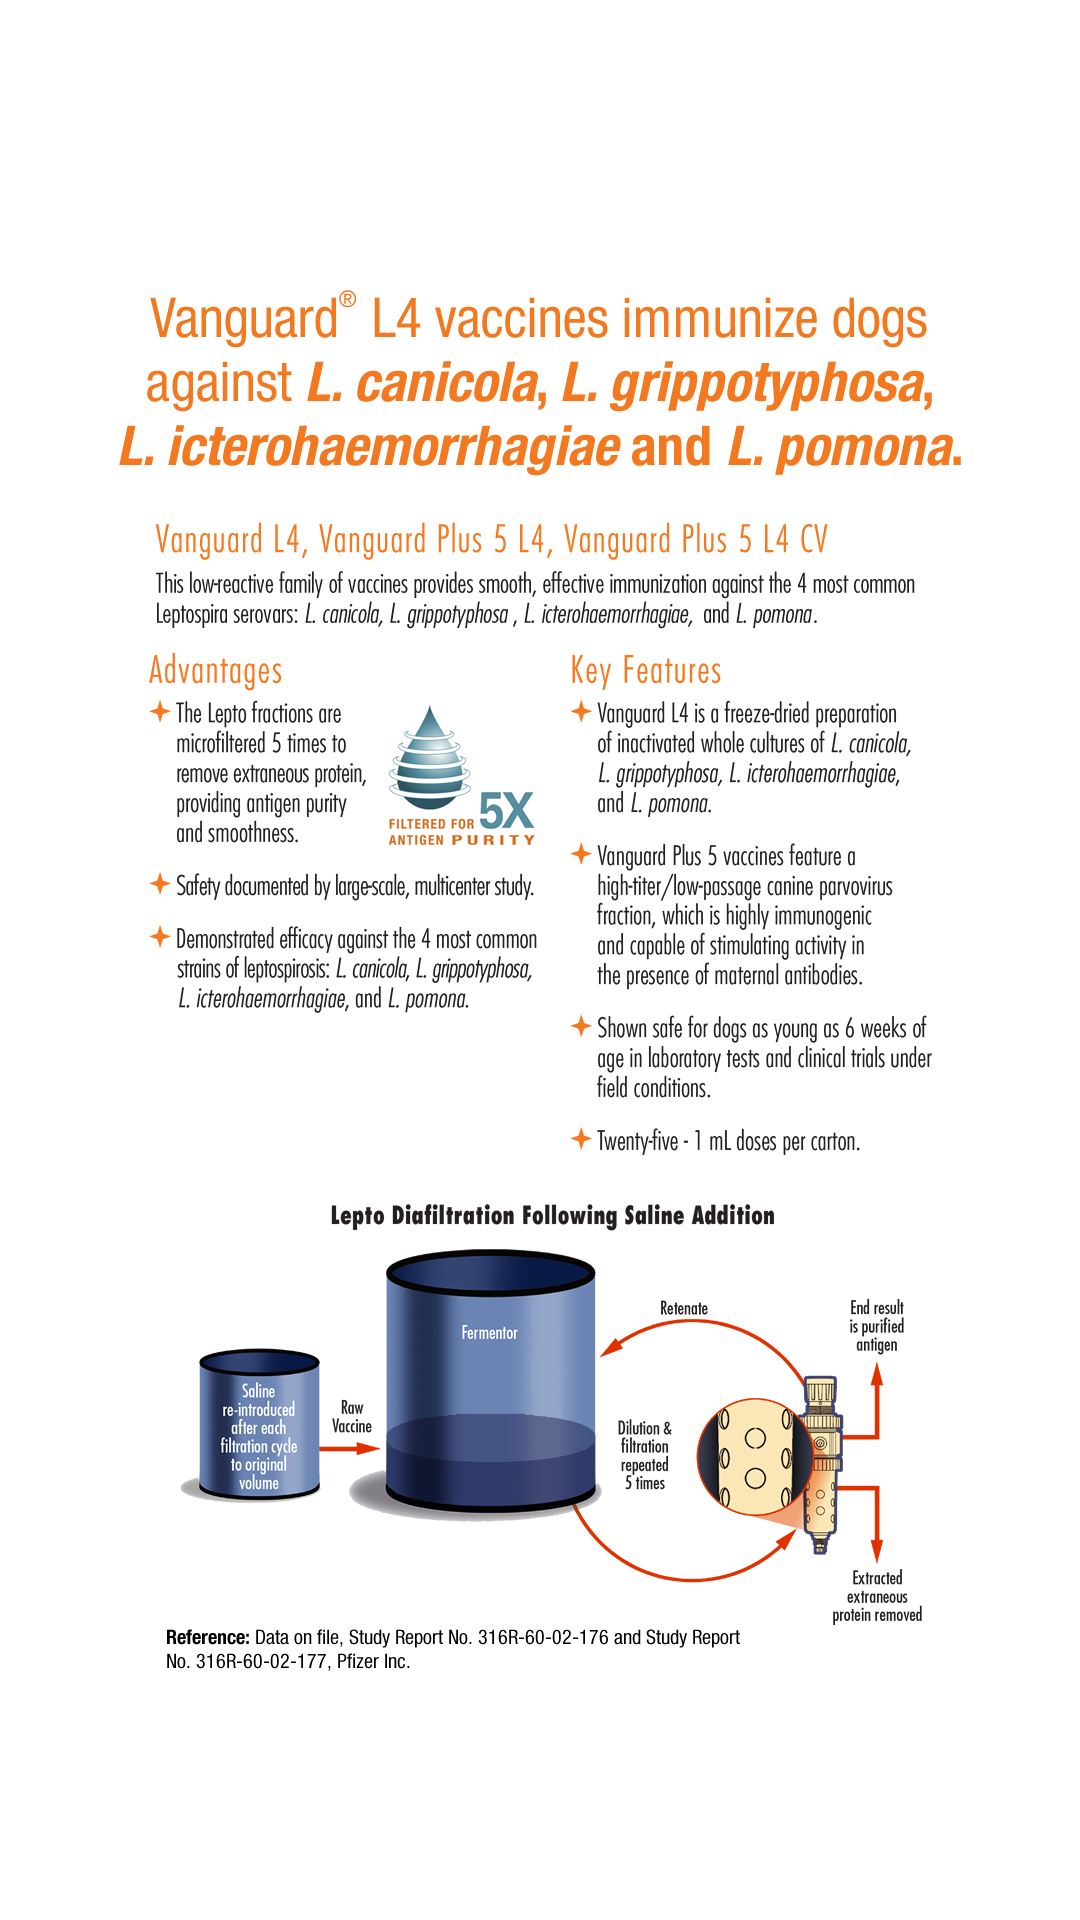 Vanguard® L4 vaccines immunize dogs
against L. canicola, L. grippotyphosa,
L. icterohaemorrhagiae and L. pomona.
Vanguard L4, Vanguard Plus 5 L4, Vanguard Plus 5 L4 CV
This low-reactive family of vaccines provides smooth, effective immunization against the 4 most common
Leptospira serovars: L. canicola, L. grippotyphosa , L. icterohaemorrhagiae, and L. pomona.
Advantages
The Lepto fractions are
microfiltered 5 times to
remove extraneous protein,
providing antigen purity
and smoothness.
FILTERED FOR 5X
ANTIGEN PURITY
Safety documented by large-scale, multicenter study.
Demonstrated efficacy against the 4 most common
strains of leptospirosis: L. canicola, L. grippotyphosa,
L. icterohaemorrhagiae, and L. pomona.
Key Features
Vanguard L4 is a freeze-dried preparation
of inactivated whole cultures of L. canicola,
L. grippotyphosa, L. icterohaemorrhagiae,
and L. pomona.
Vanguard Plus 5 vaccines feature a
high-titer/low-passage canine parvovirus
fraction, which is highly immunogenic
and capable of stimulating activity in
the presence of maternal antibodies.
Shown safe for dogs as young as 6 weeks of
age in laboratory tests and clinical trials under
field conditions.
Twenty-five - 1 mL doses per carton.
Lepto Diafiltration Following Saline Addition
Saline
re-introduced
after each
filtration cycle
to original
volume
Raw
Vaccine
Fermentor
Retenate
Dilution &
filtration
repeated
5 times
End result
is purified
antigen
Extracted
extraneous
protein removed
Reference: Data on file, Study Report No. 316R-60-02-176 and Study Report
No. 316R-60-02-177, Pfizer Inc.